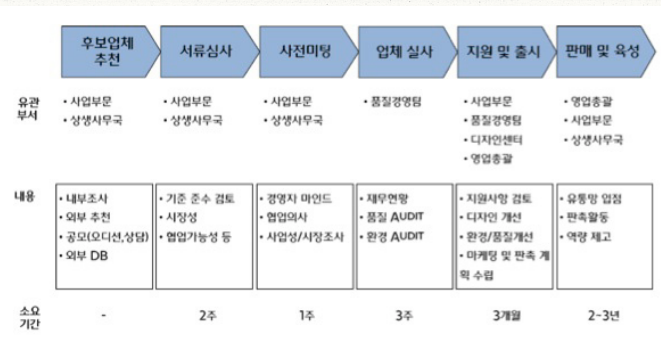 후보업체
추천
서류심사
사전미팅
업체 실사
지원 및 출시
판매 및 육성
유관
부서
• 사업부문
• 상생사무국
• 사업부문
• 상생사무국
• 사업부문
• 상생사무국
• 품질경영팀
• 사업부문
• 품질경영팀
• 디자인센터
• 영업총괄
• 영업총괄
• 사업부문
• 상생사무국
내용
• 내부조사
• 외부 추천
• 공모(오디션,상담)
• 외부 DB
• 기준 준수 검토
• 시장성
• 협업가능성 등
• 경영자 마인드
• 협업의사
• 사업성/시장조사
• 재무현황
• 품질 AUDIT
• 환경 AUDIT
• 지원사항 검토
• 디자인 개선
• 환경/품질개선
• 마케팅 및 판촉 계
획 수립
• 유통망 입점
• 판촉활동
• 역량 제고
소요
기간
-
2주
1주
3주
3개월
2-3년